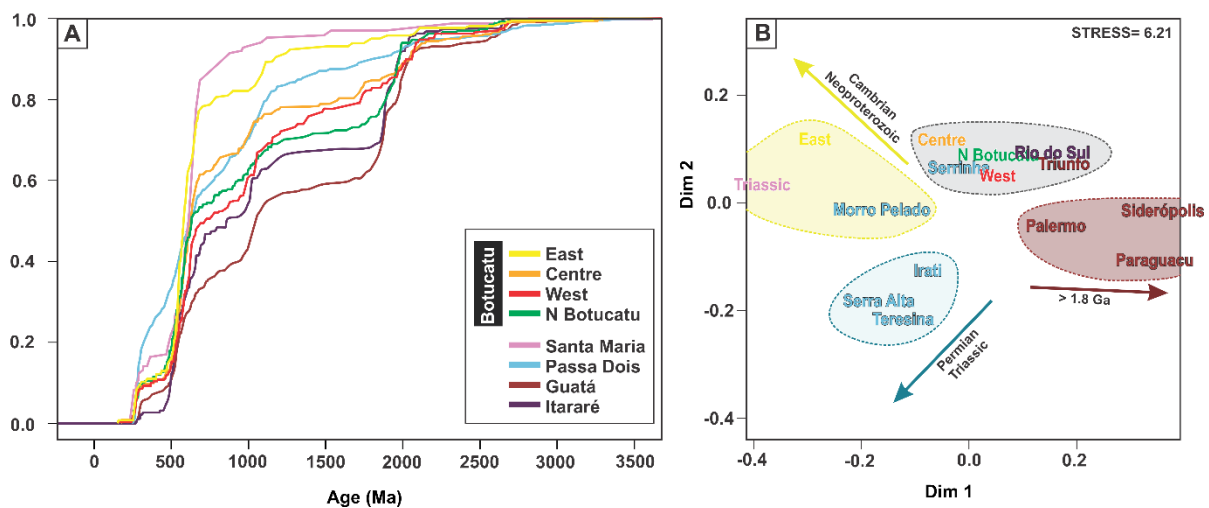 A
1.0
0.8
0.6
0.4
0.2
0.0
0
500
1000
1500
2000
2500
3000
3500
Age (Ma)
Botucatu
East
Centre
West
N Botucatu
Santa Maria
Passa Dois
Guatá
Itararé
B
STRESS= 6.21
Cambrian
Neoproterozoic
East
Triassic
Morro Pelado
Centre
N Botucatu
Rio do Sul
Serrinha
Triunfo
West
Palermo
Siderópolis
Paraguacu
> 1.8 Ga
Irati
Serra Alta
Teresina
Permian
Triassic
Dim 2
0.2
0.0
-0.2
-0.4
-0.4
-0.2
0.0
0.2
Dim 1